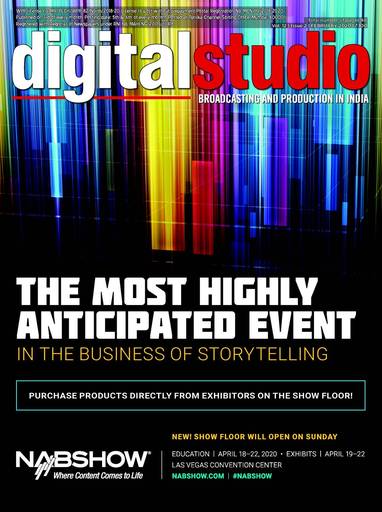 digitalstudio
BROADCASTING AND PRODUCTION IN INDIA
THE MOST HIGHLY
ANTICIPATED EVENT
IN THE BUSINESS OF STORYTELLING
PURCHASE PRODUCTS DIRECTLY FROM EXHIBITORS ON THE SHOW FLOOR!
NEW! SHOW FLOOR WILL OPEN ON SUNDAY
NABSHOW®
Where Content Comes to Life
EDUCATION | APRIL 18–22, 2020 • EXHIBITS | APRIL 19–22
LAS VEGAS CONVENTION CENTER
NABSHOW.COM | #NABSHOW